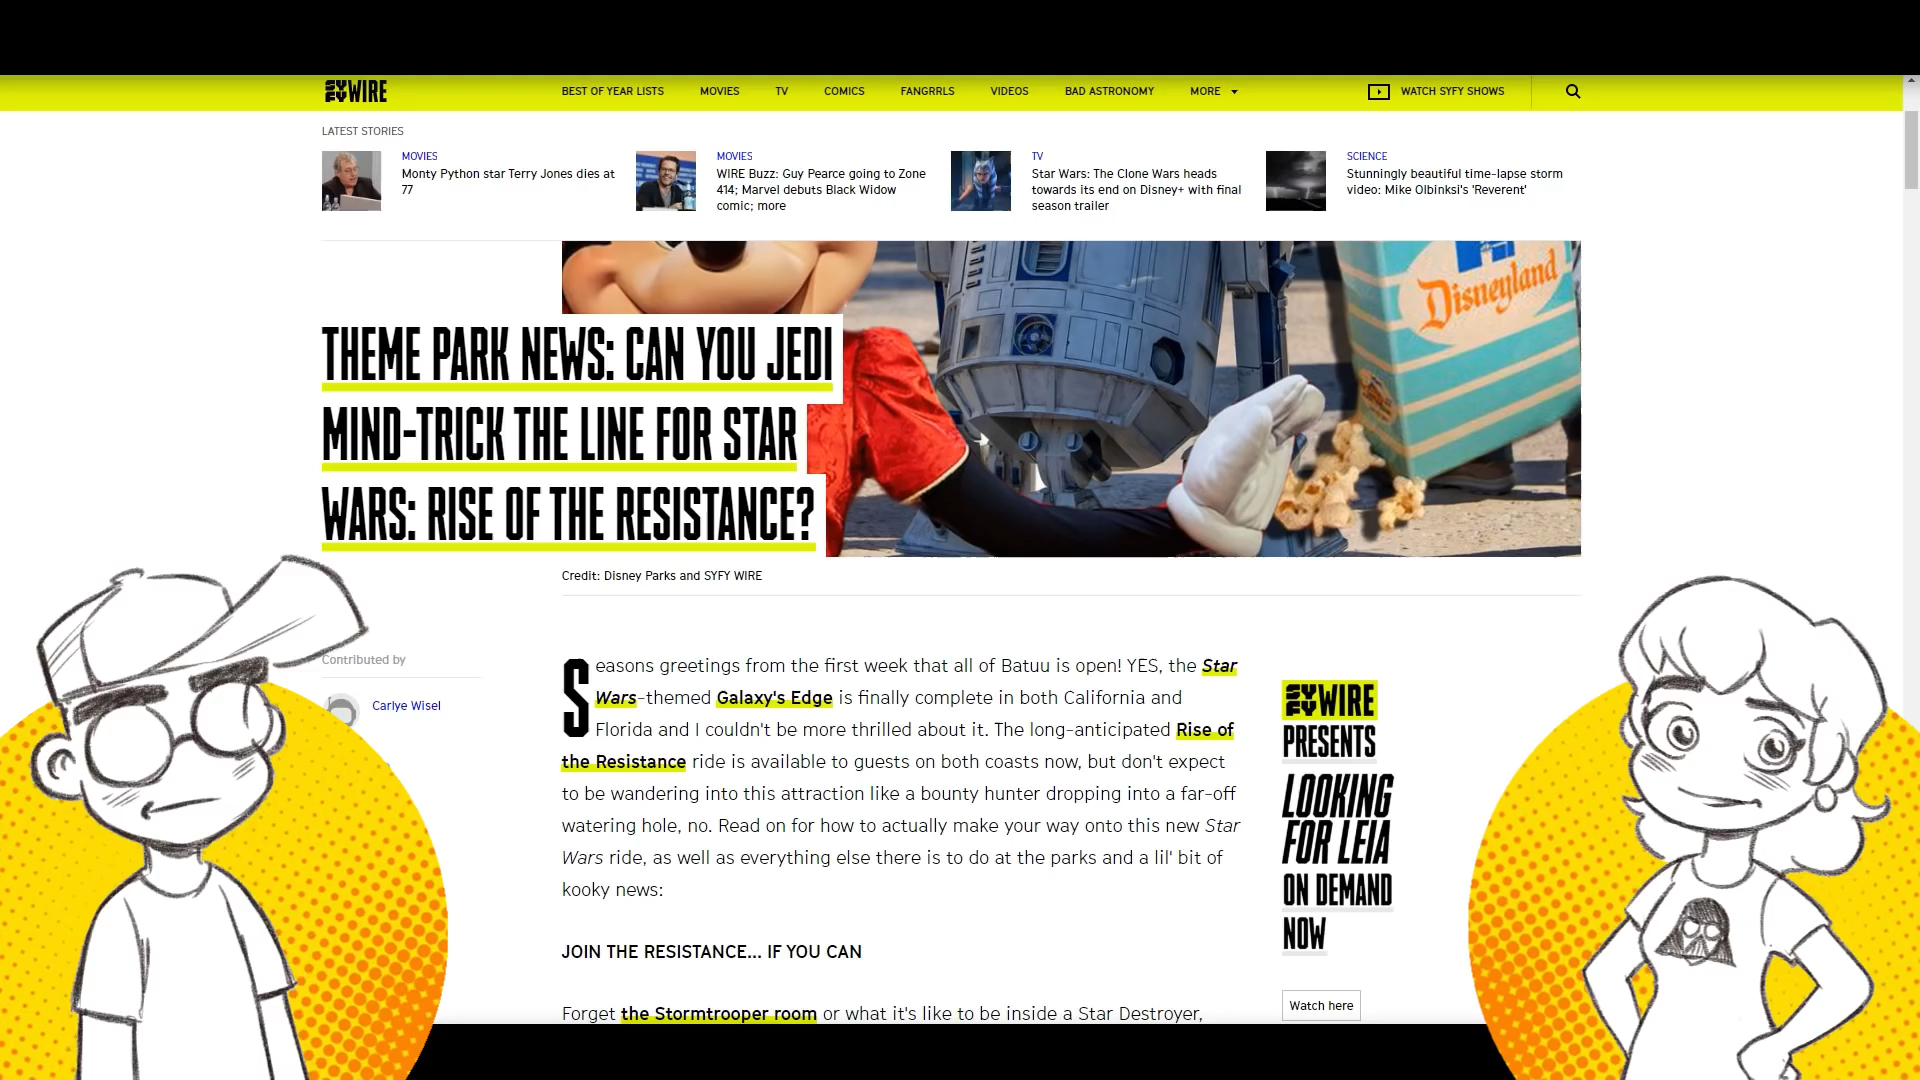 SYFY WIRE
BEST OF YEAR LISTS MOVIES TV COMICS FANGRRLS VIDEOS BAD ASTRONOMY MORE WATCH SYFY SHOWS
LATEST STORIES
MOVIES
Monty Python star Terry Jones dies at
77
MOVIES
WIRE Buzz: Guy Pearce going to Zone
414; Marvel debuts Black Widow
comic; more
TV
Star Wars: The Clone Wars heads
towards its end on Disney+ with final
season trailer
SCIENCE
Stunningly beautiful time-lapse storm
video: Mike Olbinksi's 'Reverent'
Disneyland
THEME PARK NEWS: CAN YOU JEDI
MIND-TRICK THE LINE FOR STAR
WARS: RISE OF THE RESISTANCE?
Credit: Disney Parks and SYFY WIRE
Contributed by
Carlye Wisel
Seasons greetings from the first week that all of Batuu is open! YES, the Star
Wars-themed Galaxy's Edge is finally complete in both California and
Florida and I couldn't be more thrilled about it. The long-anticipated Rise of
the Resistance ride is available to guests on both coasts now, but don't expect
to be wandering into this attraction like a bounty hunter dropping into a far-off
watering hole, no. Read on for how to actually make your way onto this new Star
Wars ride, as well as everything else there is to do at the parks and a lil' bit of
kooky news:
JOIN THE RESISTANCE... IF YOU CAN
Forget the Stormtrooper room or what it's like to be inside a Star Destroyer,
SYFY WIRE
PRESENTS
LOOKING
FOR LEIA
ON DEMAND
NOW
Watch here